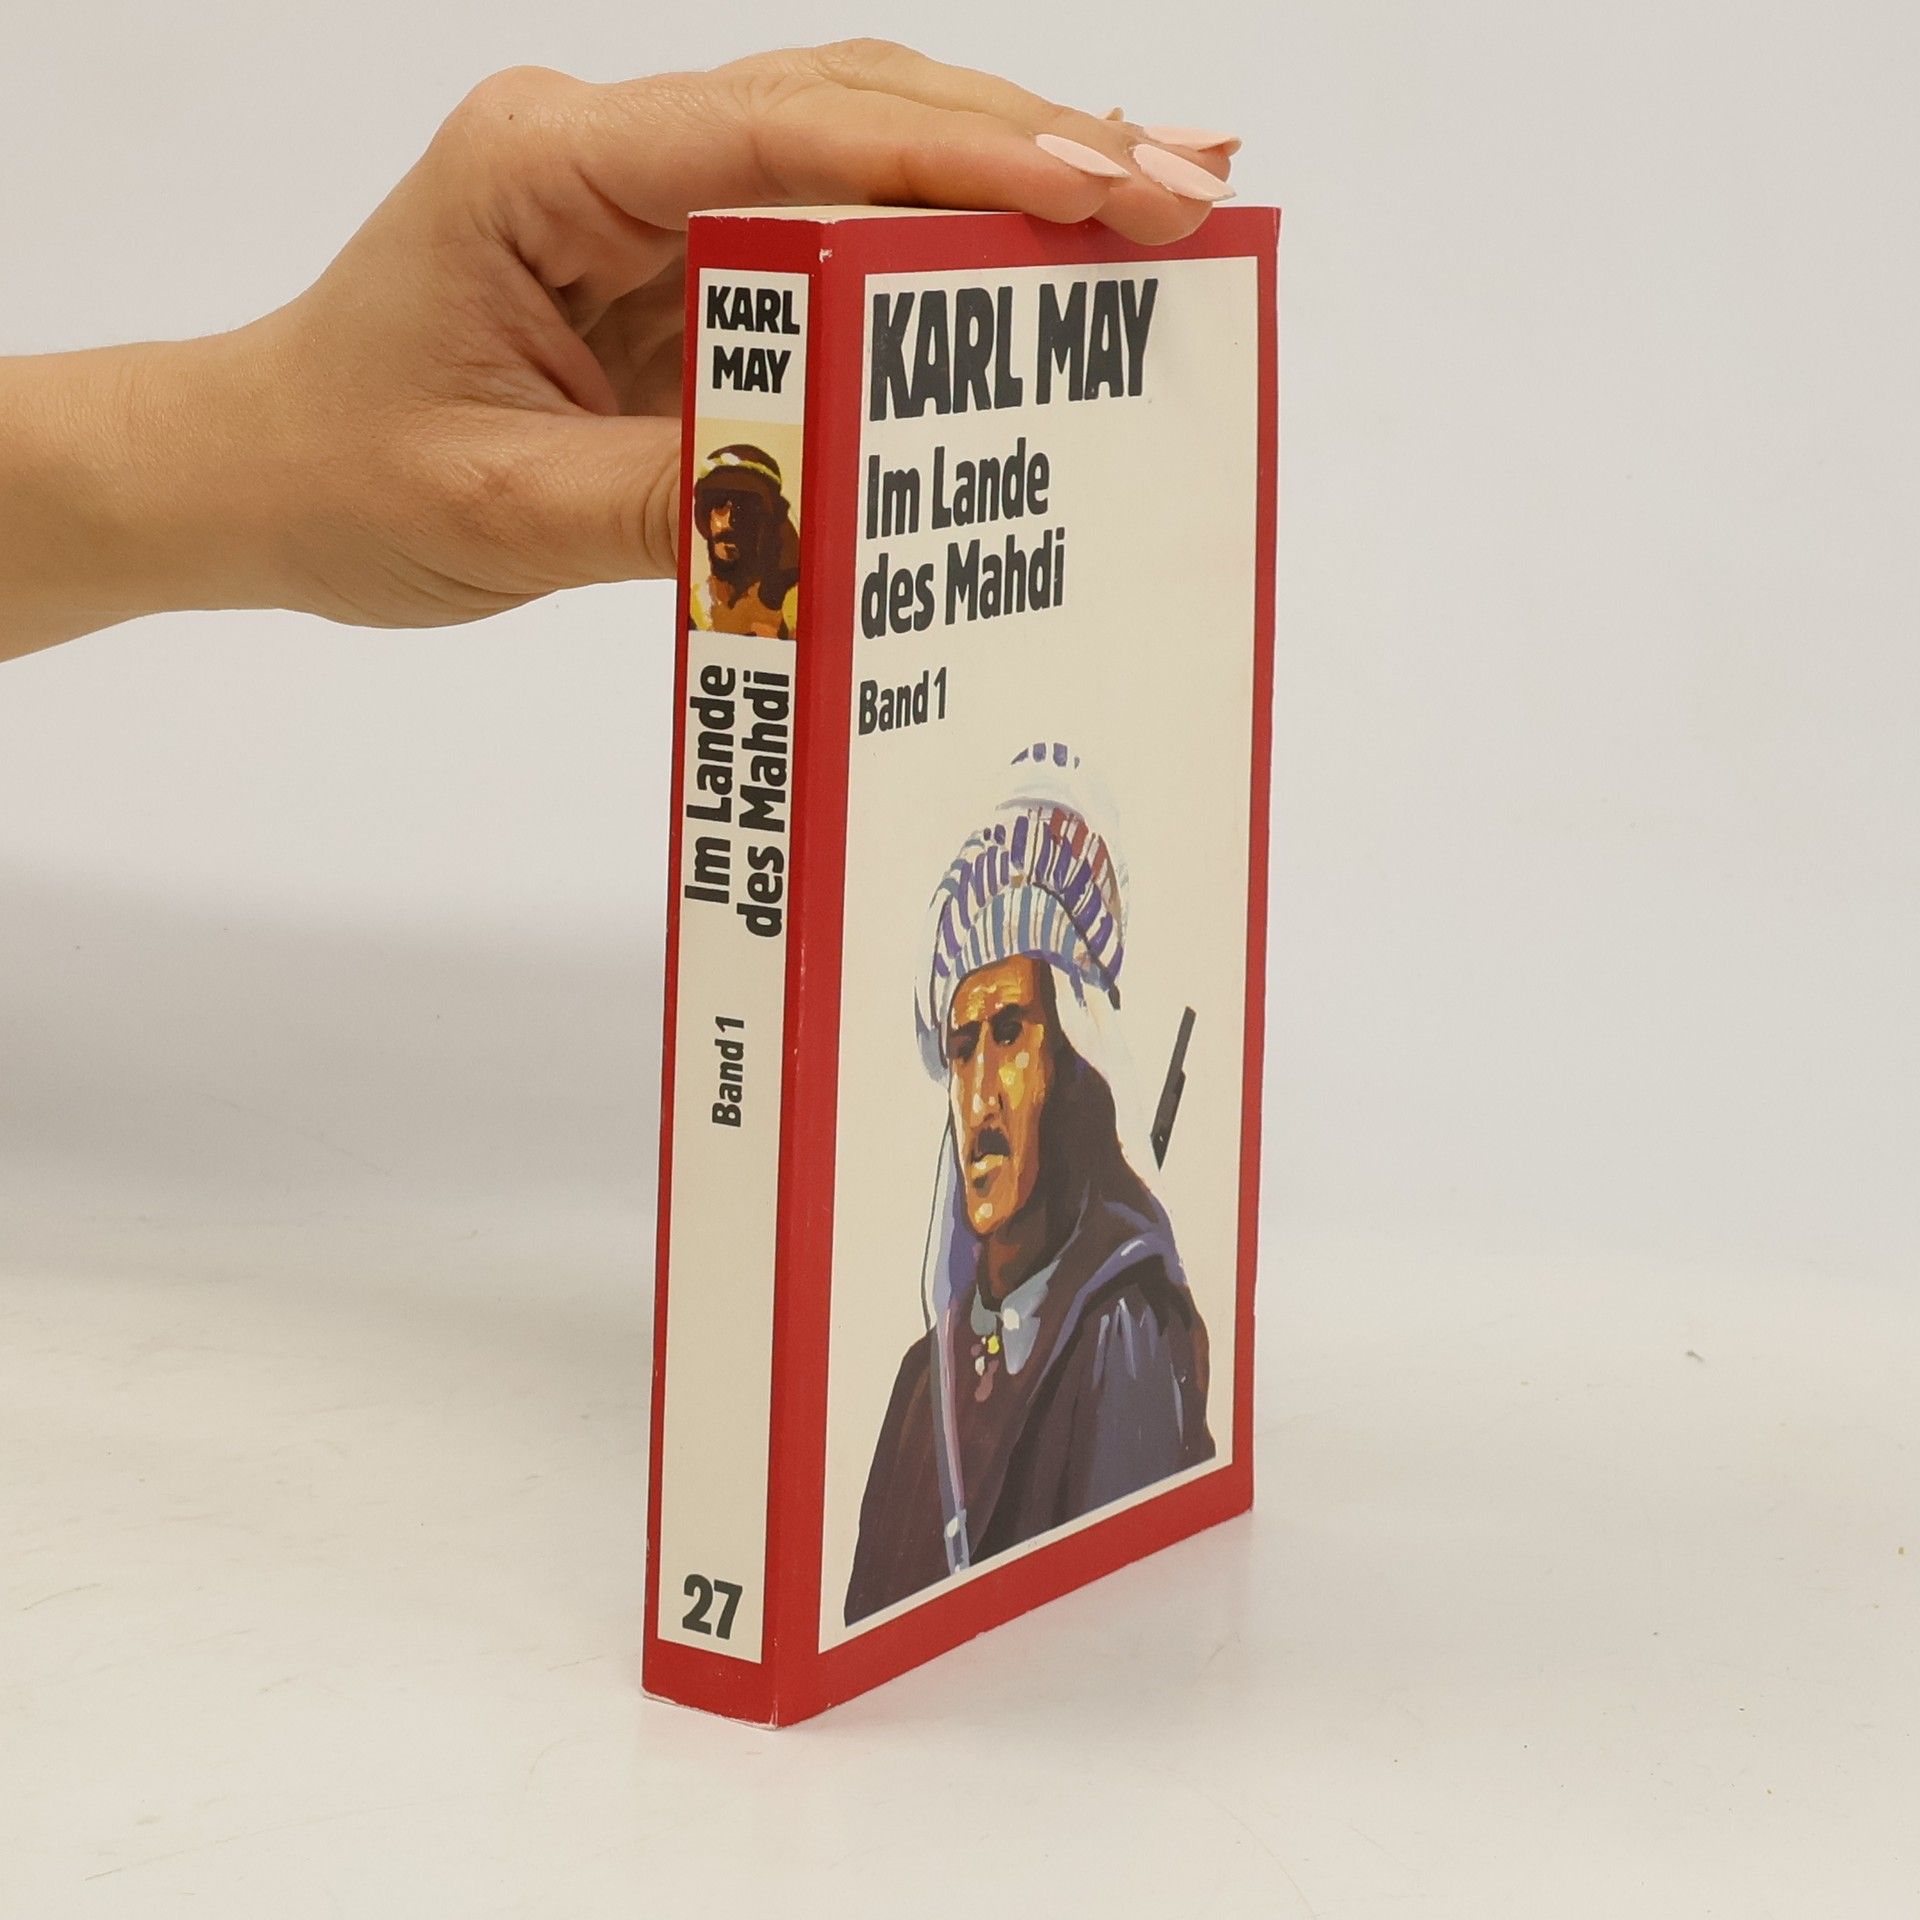 KARL
MAY
Im Lande
des Mahdi
Band 1
27
KARL MAY
Im Lande
des Mahdi
Band 1